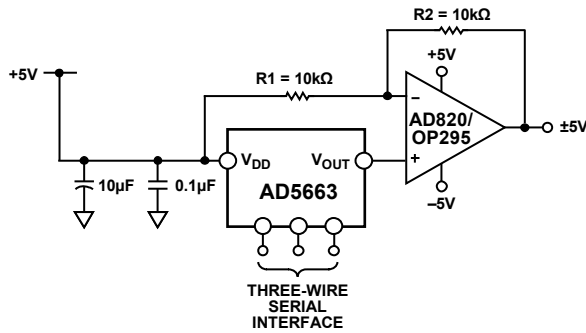 R2 = 10kΩ
+5V
R1 = 10kΩ
+5V
–
AD820/
OP295
±5V
+
VDD
VOUT
10µF
0.1µF
AD5663
–5V
THREE-WIRE
SERIAL
INTERFACE